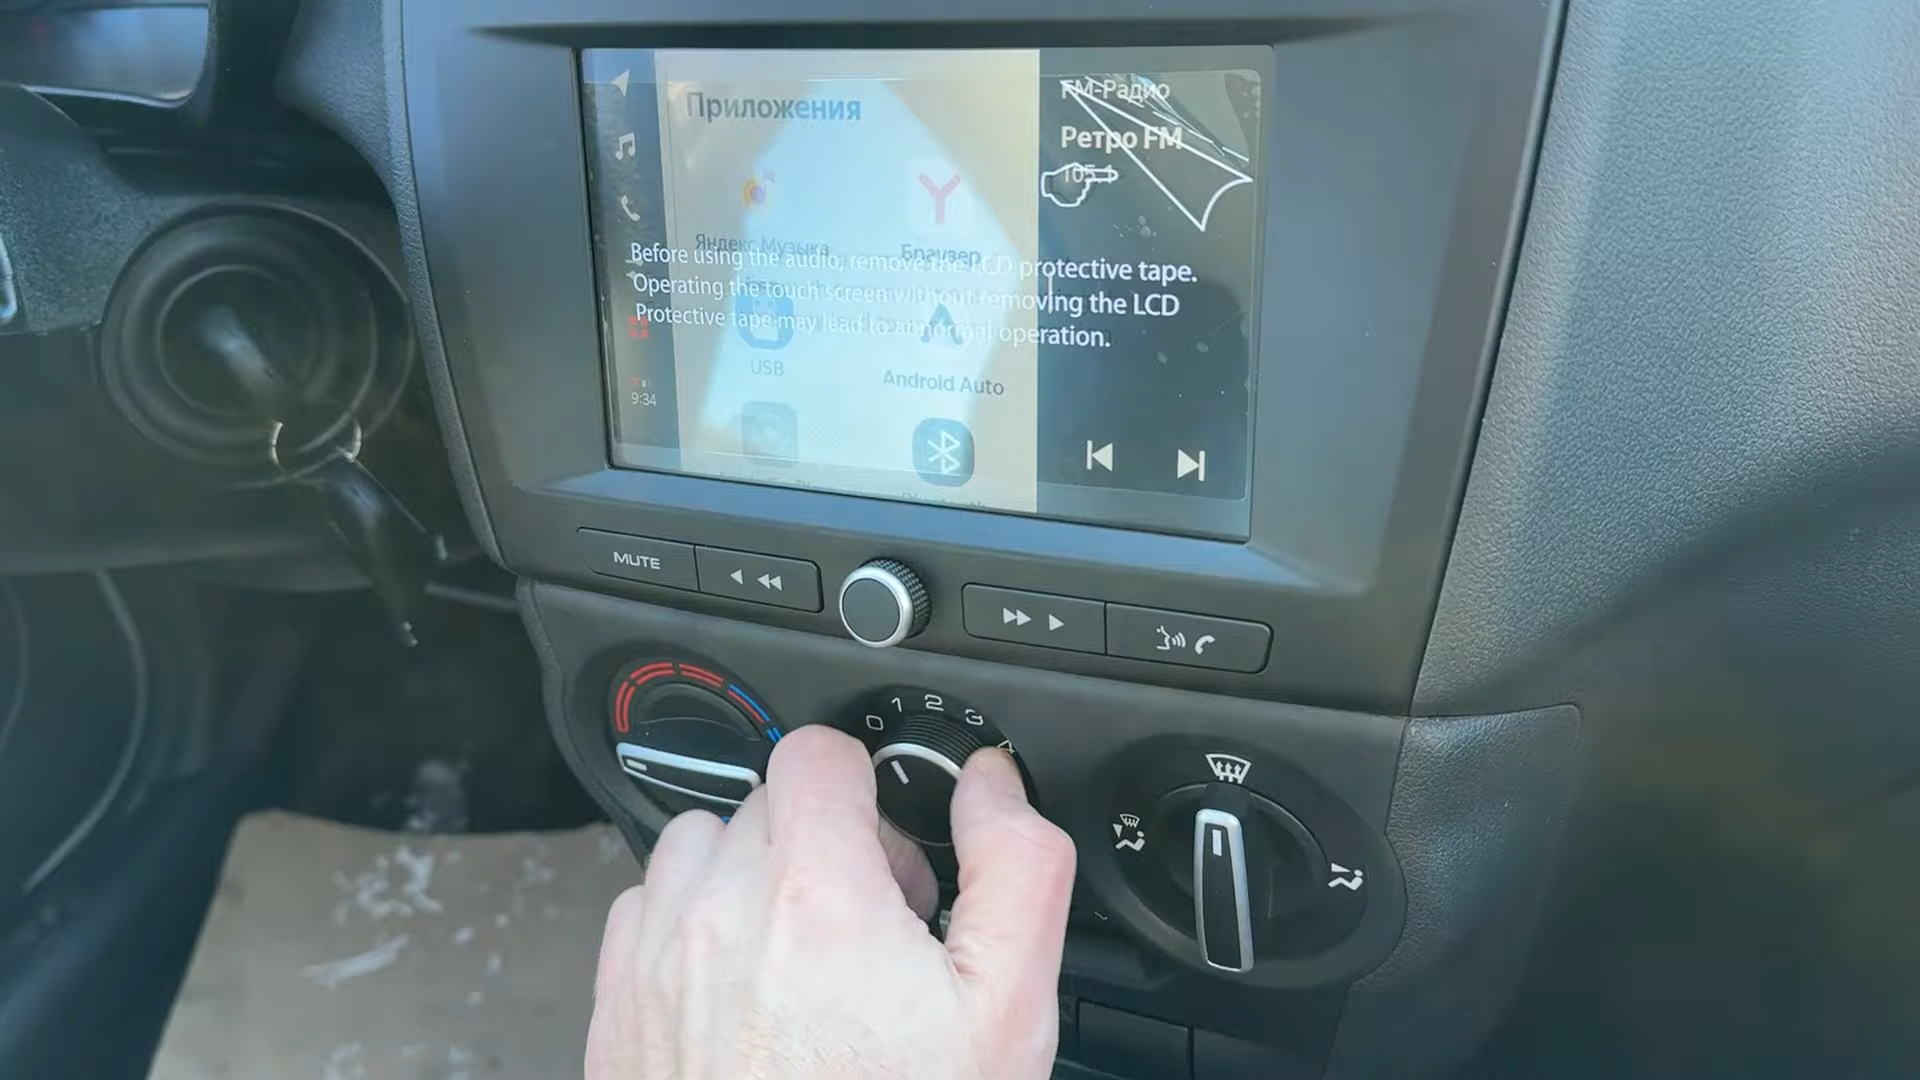 Приложения
FM-Радио
Ретро FM
105.4
Яндекс Музыка
Браузер
Before using the audio, remove the LCD protective tape.
Operating the touch screen without removing the LCD
Protective tape may lead to abnormal operation.
USB
Android Auto
9:34
MUTE
0 1 2 3 4